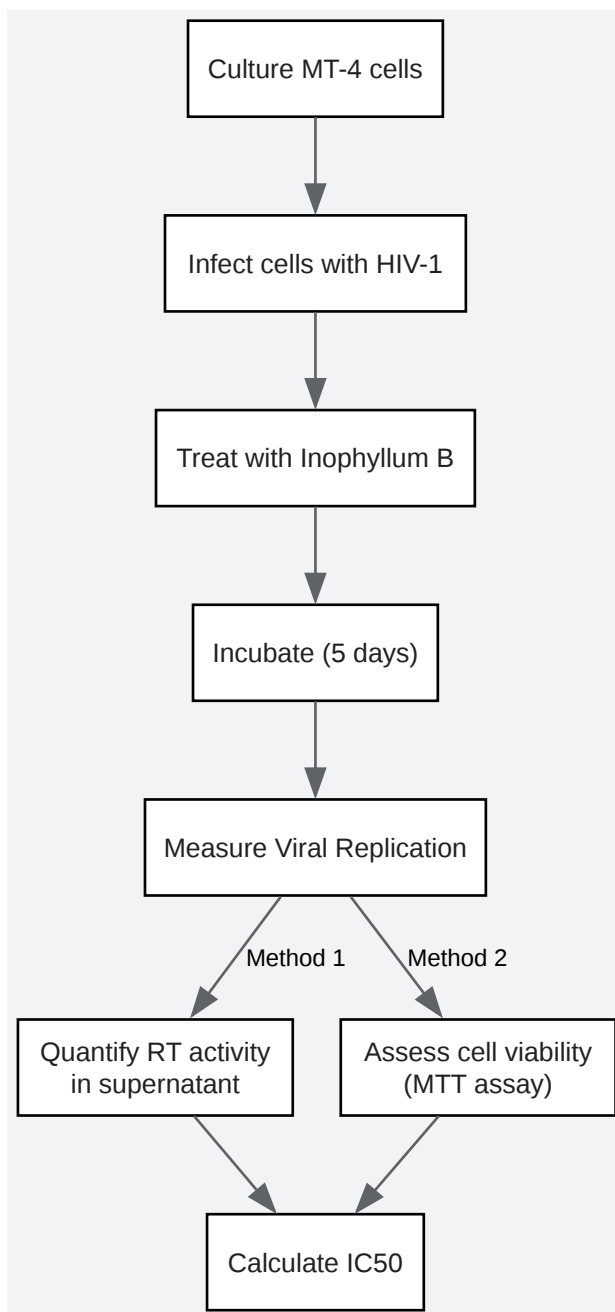 Culture MT-4 cells
Infect cells with HIV-1
Treat with Inophyllum B
Incubate (5 days)
Measure Viral Replication
Method 1
Method 2
Quantify RT activity
in supernatant
Assess cell viability
(MTT assay)
Calculate IC50